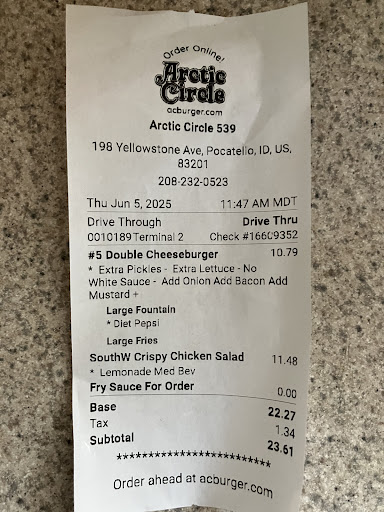 Order Online!
Arctic
Circle
acburger.com
Arctic Circle 539
198 Yellowstone Ave, Pocatello, ID, US,
83201
208-232-0523
Thu Jun 5, 2025 11:47 AM MDT
Drive Through Drive Thru
0010189 Terminal 2 Check #16609352
#5 Double Cheeseburger 10.79
* Extra Pickles - Extra Lettuce - No
White Sauce - Add Onion Add Bacon Add
Mustard +
Large Fountain
* Diet Pepsi
Large Fries
SouthW Crispy Chicken Salad 11.48
* Lemonade Med Bev
Fry Sauce For Order 0.00
Base 22.27
Tax 1.34
Subtotal 23.61
*************************
Order ahead at acburger.com